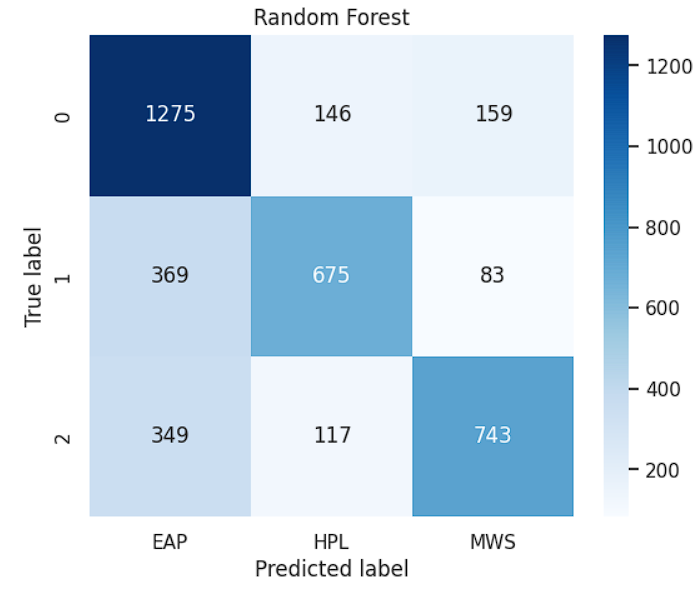 Random Forest
0 1275 146 159 1200
1000
True label 1 369 675 83 800
600
2 349 117 743 400
200
EAP HPL MWS
Predicted label